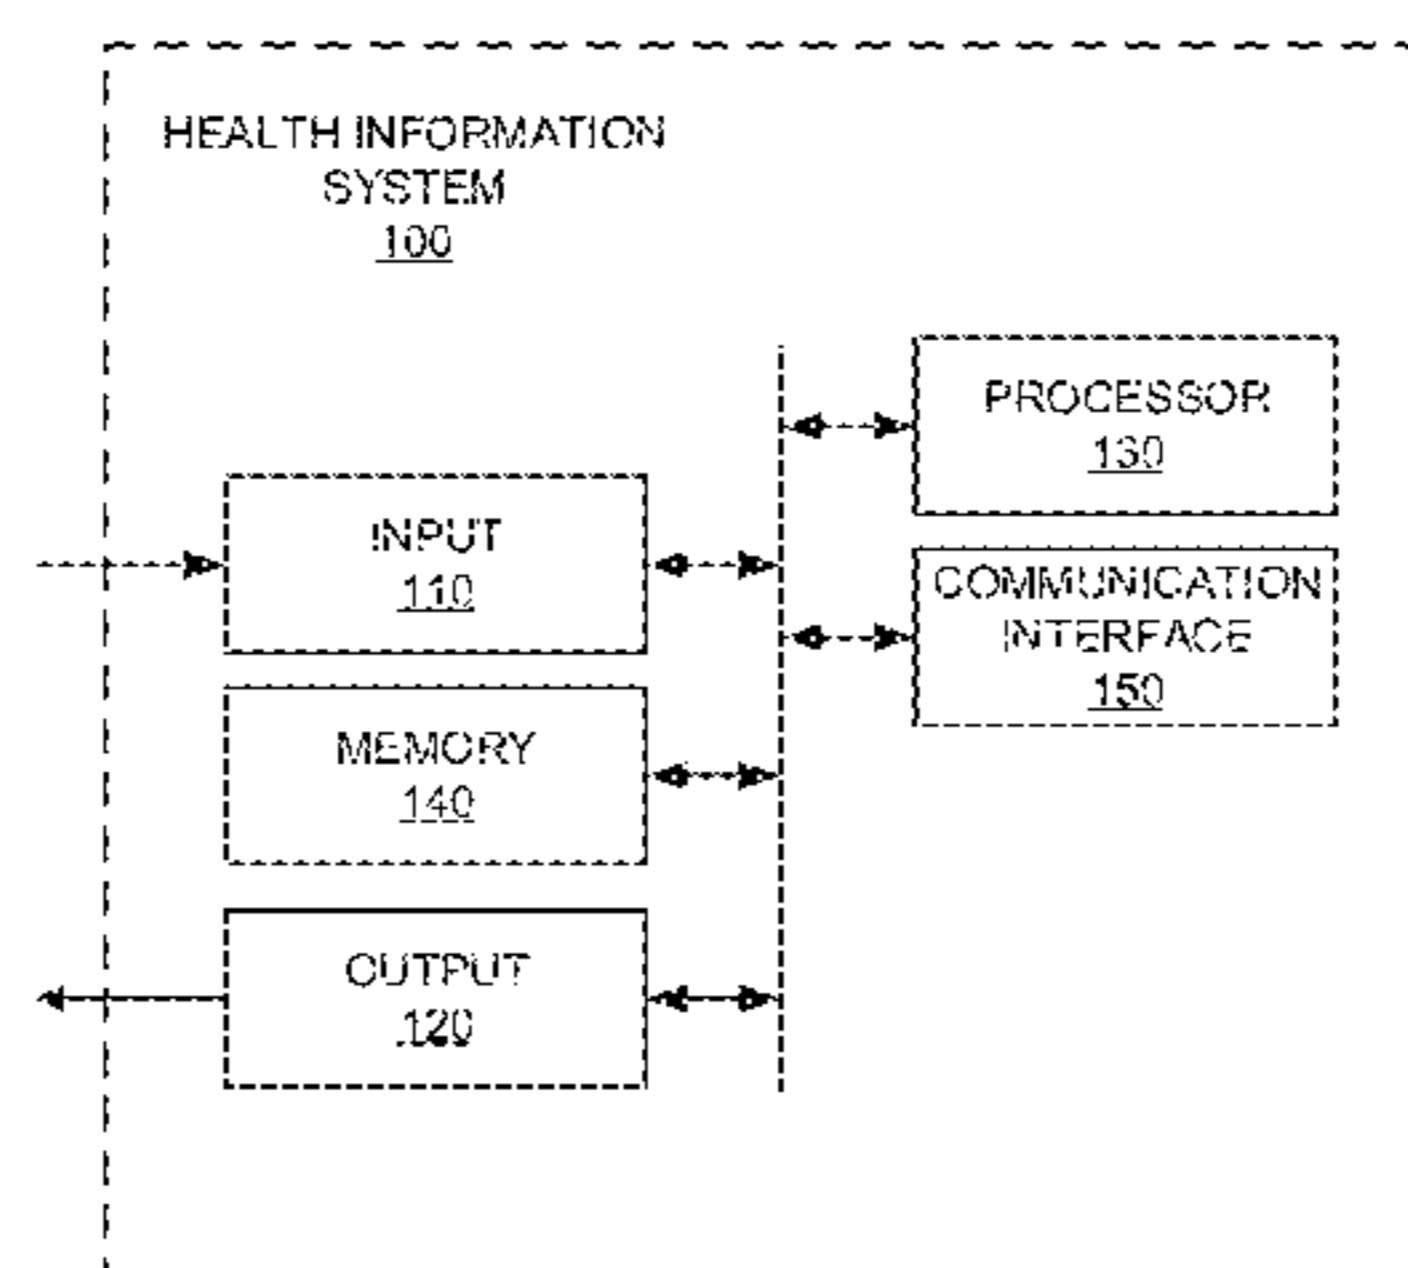 HEALTH INFORMATION
SYSTEM
100
PROCESSOR
130
INPUT
110
COMMUNICATION
INTERFACE
150
MEMORY
140
OUTPUT
120